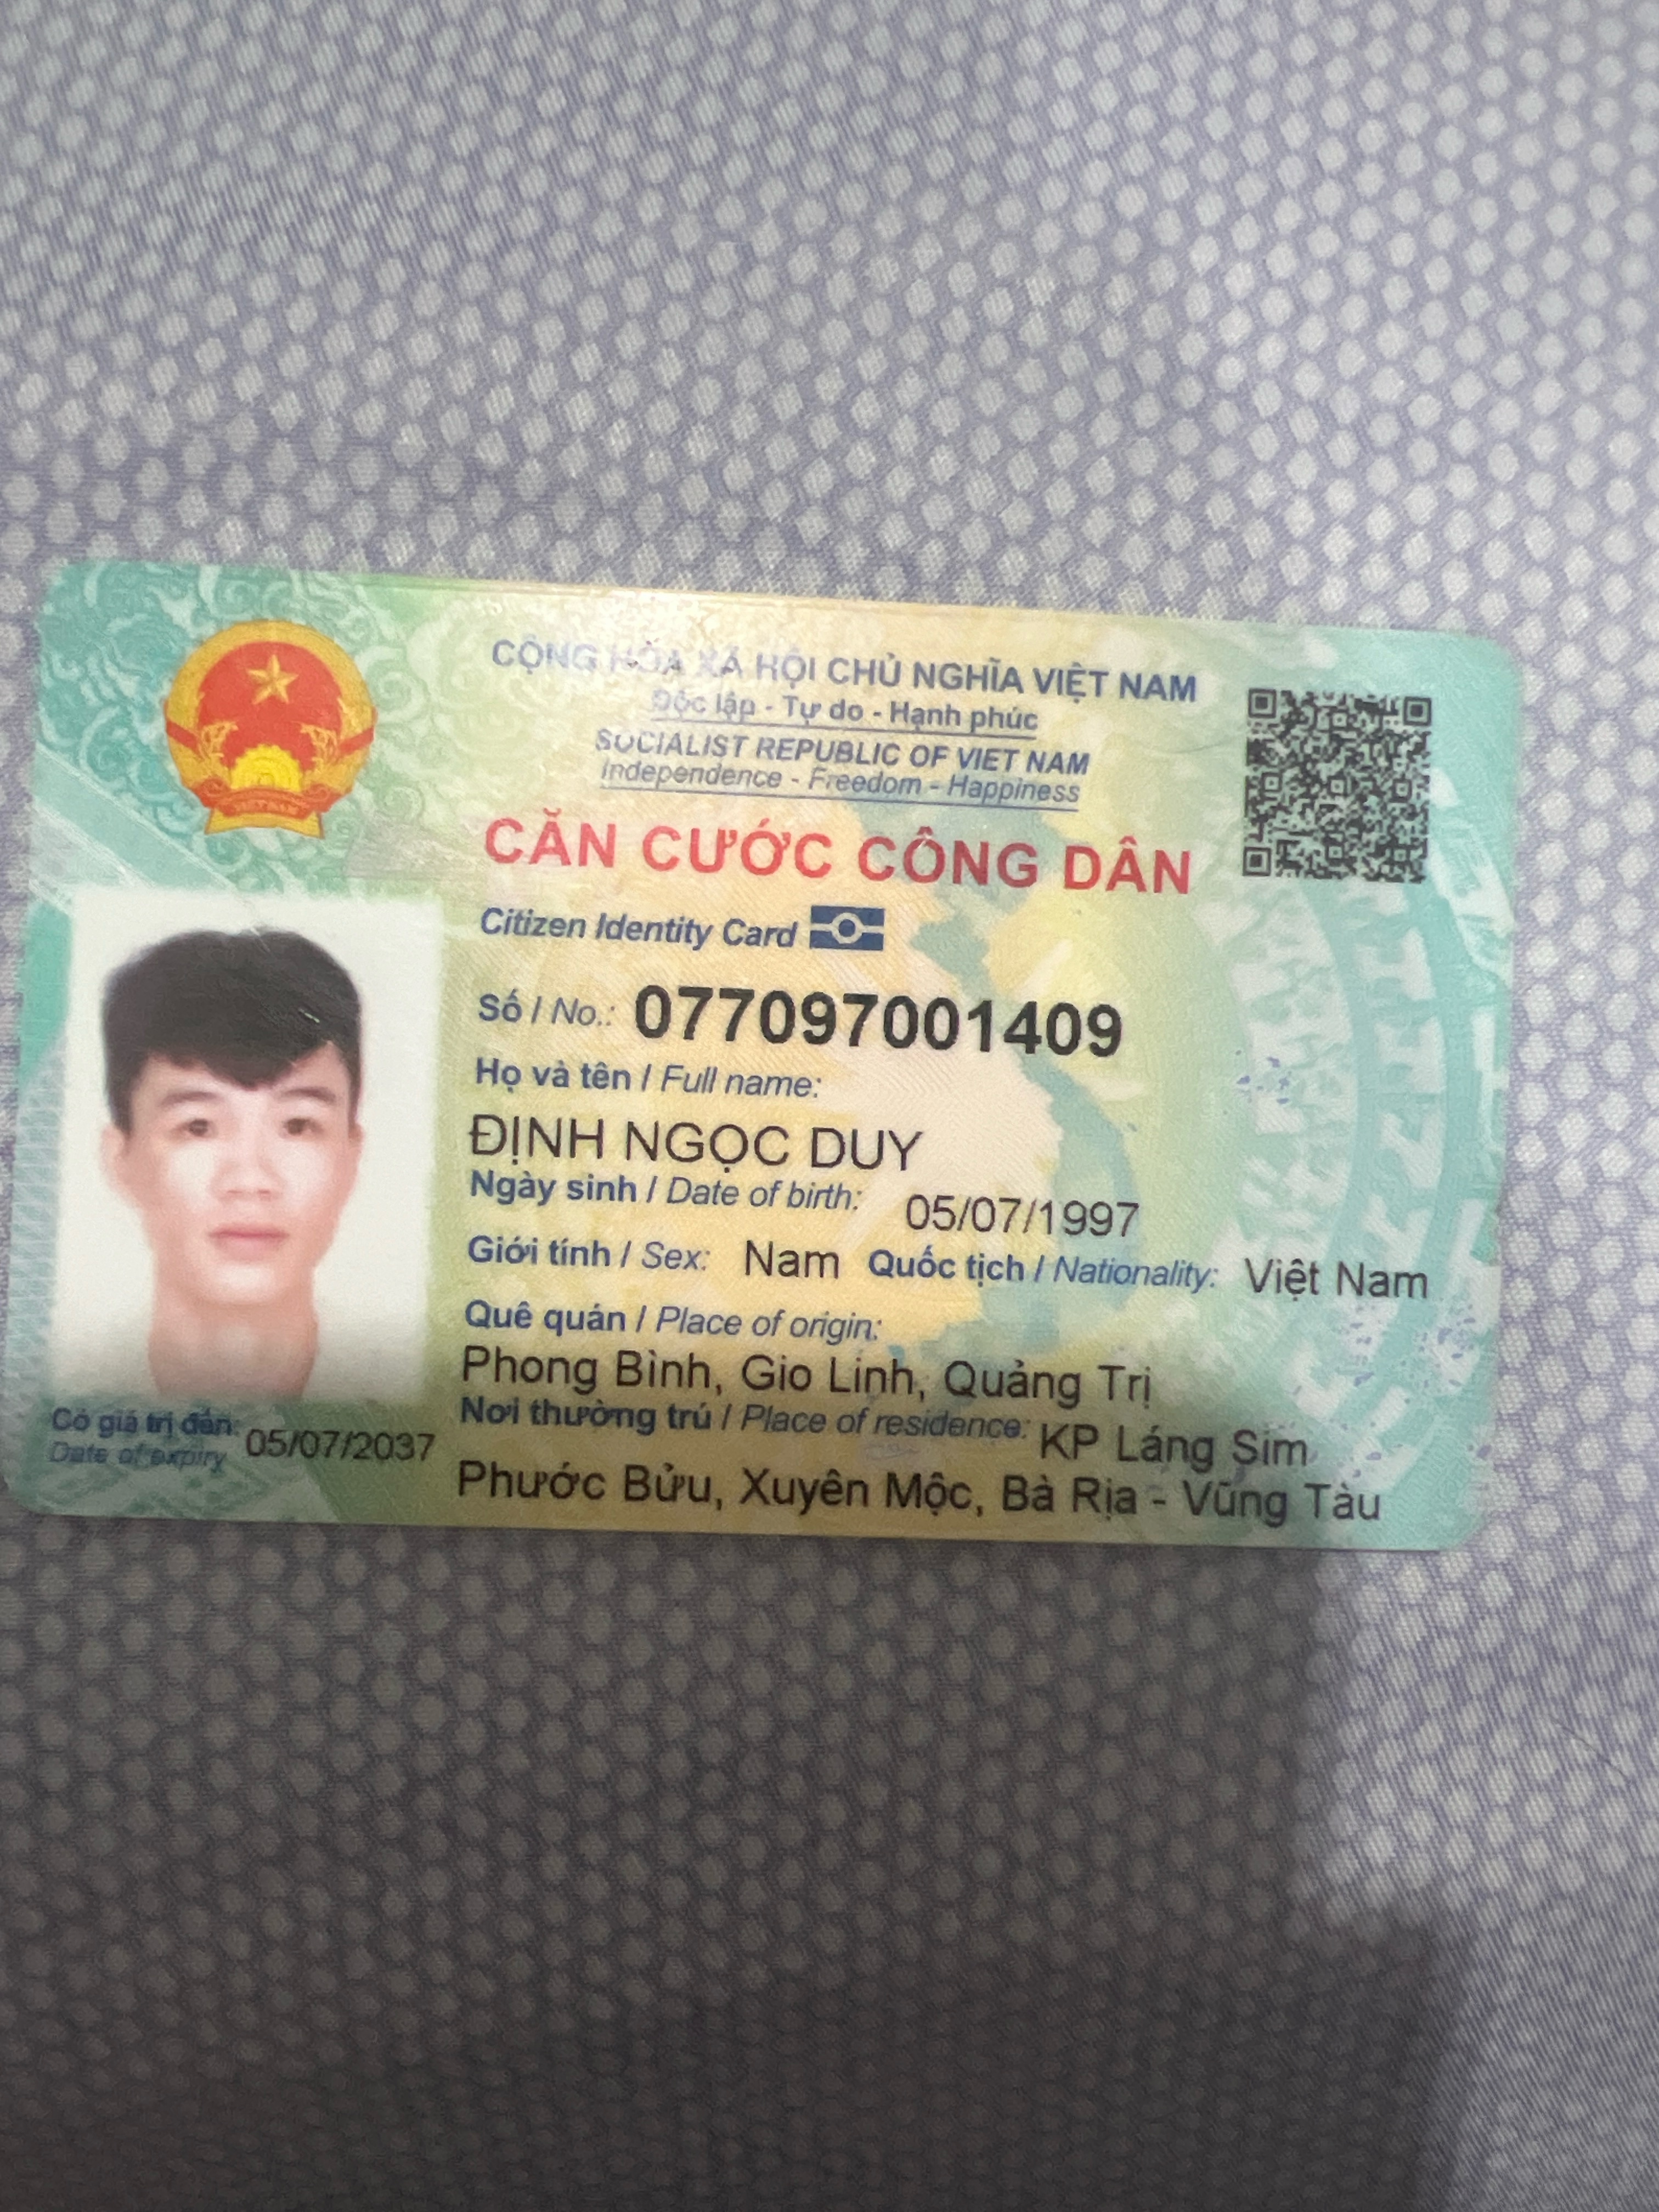 CỘNG HÒA XÃ HỘI CHỦ NGHĨA VIỆT NAM
Độc lập - Tự do - Hạnh phúc
SOCIALIST REPUBLIC OF VIET NAM
Independence - Freedom - Happiness
CĂN CƯỚC CÔNG DÂN
Citizen Identity Card
Số / No.: 077097001409
Họ và tên / Full name:
ĐỊNH NGỌC DUY
Ngày sinh / Date of birth: 05/07/1997
Giới tính / Sex: Nam Quốc tịch / Nationality: Việt Nam
Quê quán / Place of origin:
Phong Bình, Gio Linh, Quảng Trị
Nơi thường trú / Place of residence: KP Láng Sim
Phước Bửu, Xuyên Mộc, Bà Rịa - Vũng Tàu
Có giá trị đến: 05/07/2037
Date of expiry
VIỆT NAM